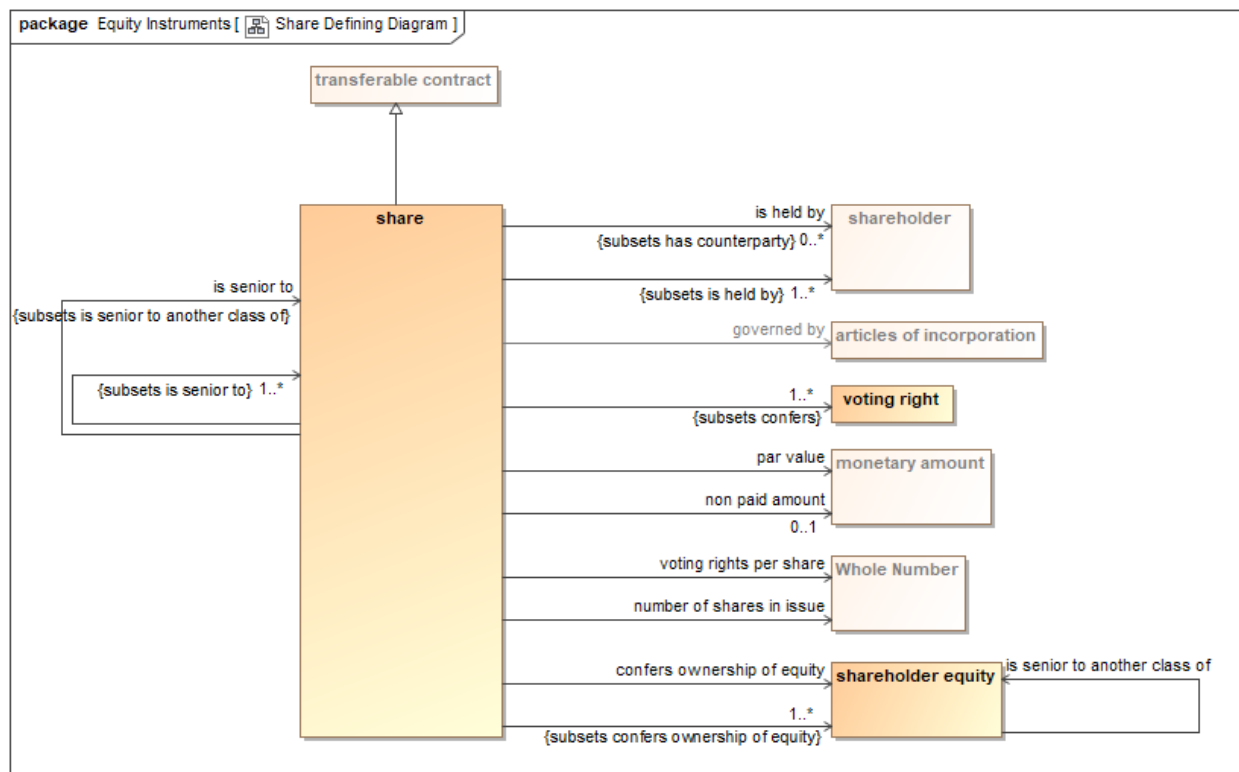 package Equity Instruments [ Share Defining Diagram ]
transferable contract
share
is held by
{subsets has counterparty} 0..*
shareholder
{subsets is held by} 1..*
is senior to
{subsets is senior to another class of}
{subsets is senior to} 1..*
governed by
articles of incorporation
1..*
{subsets confers}
voting right
par value
monetary amount
non paid amount
0..1
voting rights per share
Whole Number
number of shares in issue
confers ownership of equity
shareholder equity
is senior to another class of
1..*
{subsets confers ownership of equity}